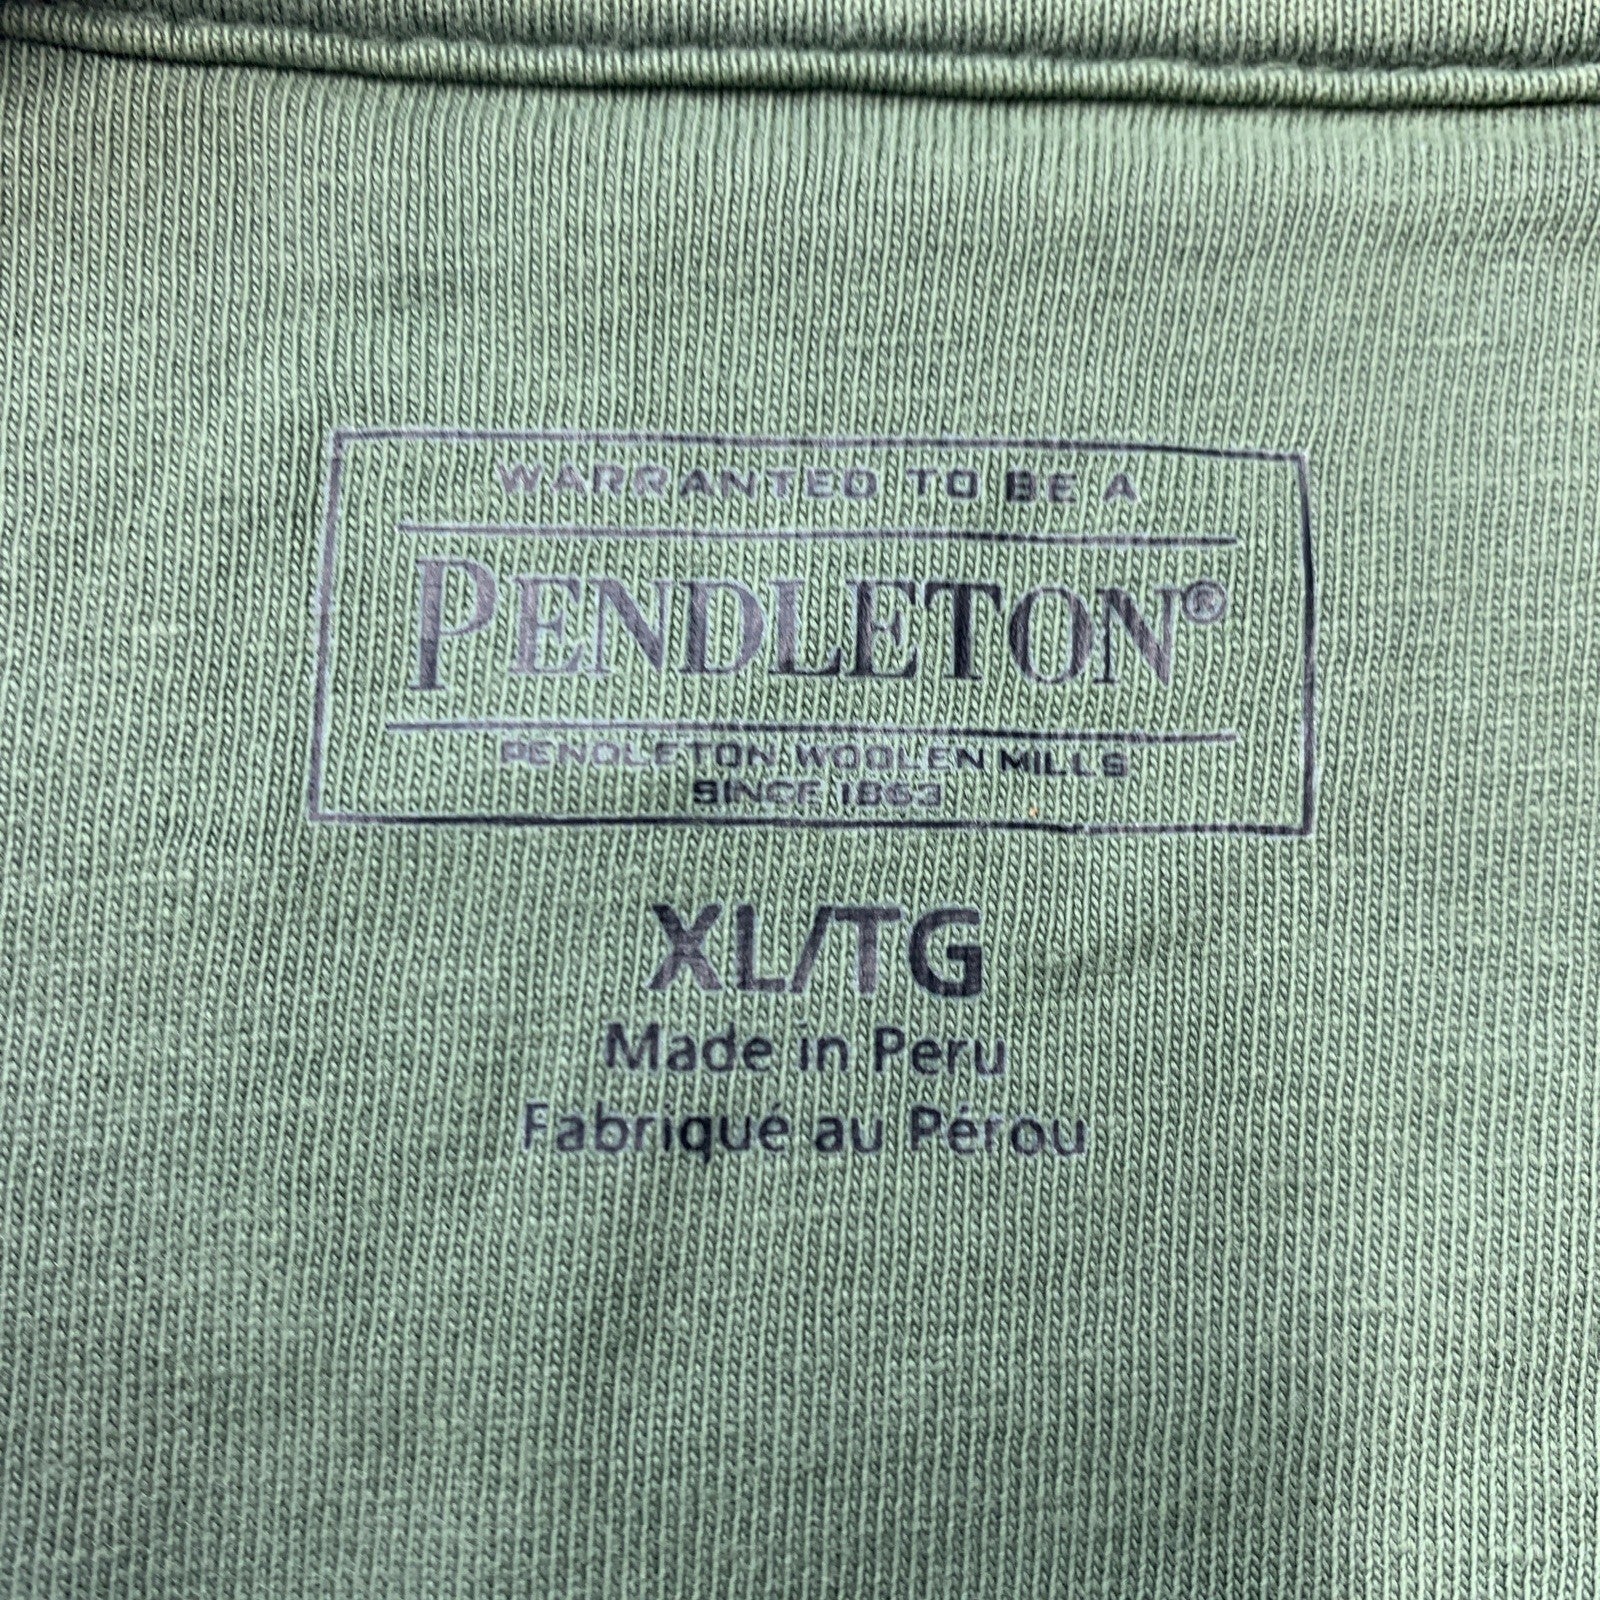 WARRANTED TO BE A
PENDLETON®
PENDLETON WOOLEN MILLS
SINCE 1863
XL/TG
Made in Peru
Fabriqué au Pérou